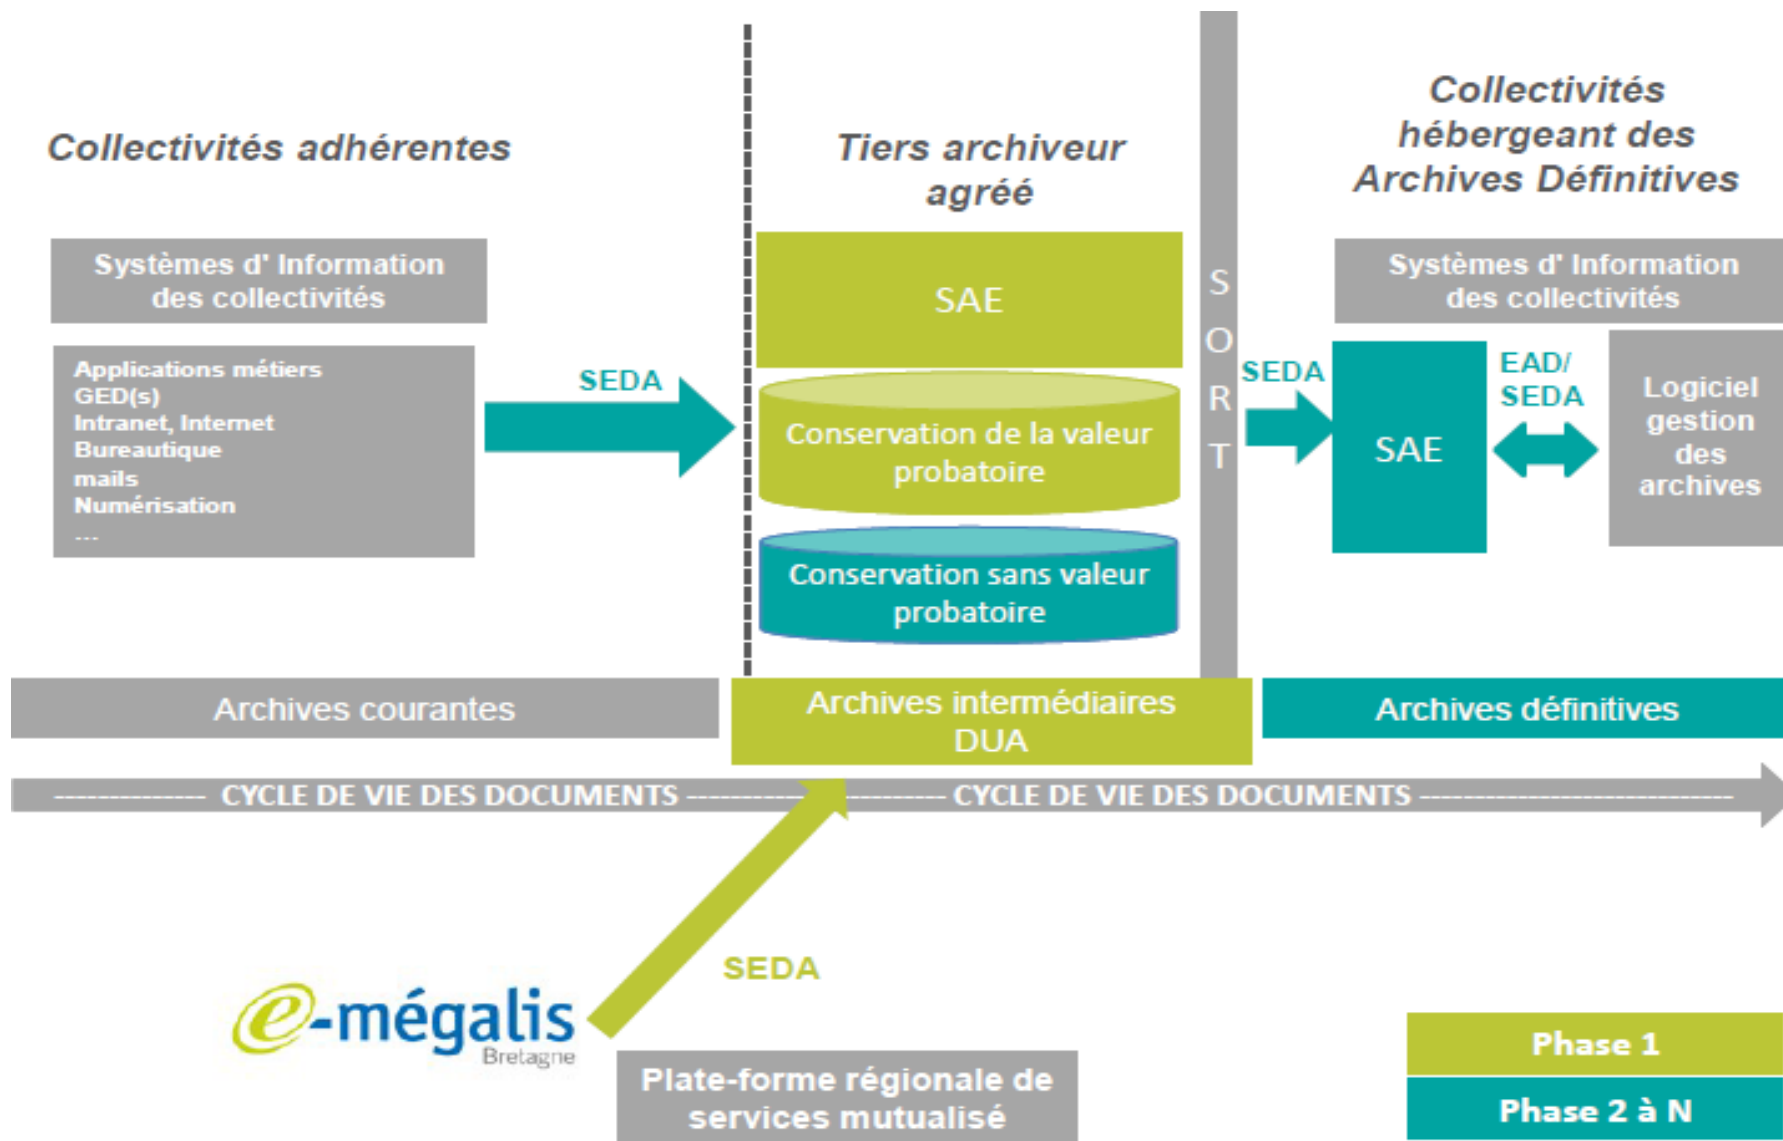 Collectivités adhérentes
Systèmes d' Information
des collectivités
Applications métiers
GED(s)
Intranet, Internet
Bureautique
mails
Numérisation
...
SEDA
Tiers archiveur
agréé
SAE
Conservation de la valeur
probatoire
Conservation sans valeur
probatoire
S
O
R
T
SEDA
Collectivités
hébergeant des
Archives Définitives
Systèmes d' Information
des collectivités
SAE
EAD/
SEDA
Logiciel
gestion
des
archives
Archives courantes
Archives intermédiaires
DUA
Archives définitives
-------------- CYCLE DE VIE DES DOCUMENTS ------------------------ CYCLE DE VIE DES DOCUMENTS -----------------------------
SEDA
e-mégalis
Bretagne
Plate-forme régionale de
services mutualisé
Phase 1
Phase 2 à N